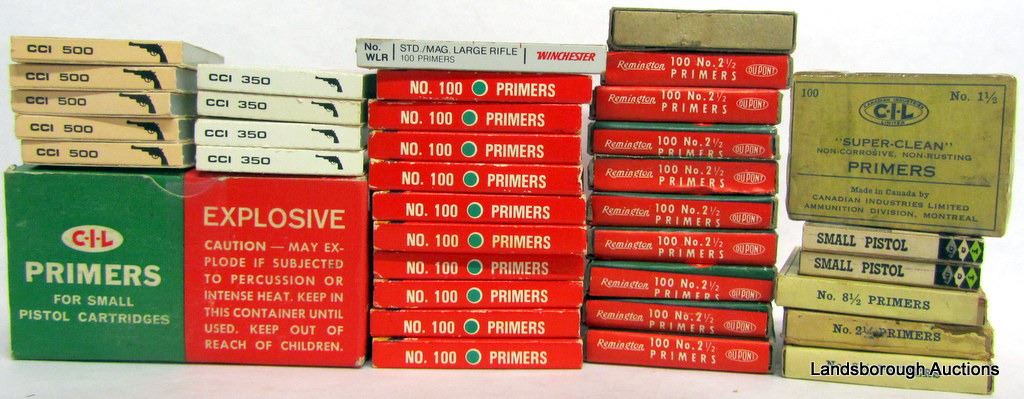 CCI 500
CCI 500
CCI 500
CCI 500
CCI 500
CCI 350
CCI 350
CCI 350
CCI 350
C-I-L
PRIMERS
FOR SMALL
PISTOL CARTRIDGES
EXPLOSIVE
CAUTION — MAY EX-
PLODE IF SUBJECTED
TO PERCUSSION OR
INTENSE HEAT. KEEP IN
THIS CONTAINER UNTIL
USED. KEEP OUT OF
REACH OF CHILDREN.
No. WLR
STD./MAG. LARGE RIFLE
100 PRIMERS
WINCHESTER
NO. 100 PRIMERS
NO. 100 PRIMERS
NO. 100 PRIMERS
NO. 100 PRIMERS
NO. 100 PRIMERS
NO. 100 PRIMERS
NO. 100 PRIMERS
NO. 100 PRIMERS
NO. 100 PRIMERS
NO. 100 PRIMERS
Remington 100 No. 2½ PRIMERS DU PONT
Remington 100 No. 2½ PRIMERS DU PONT
Remington 100 No. 2½ PRIMERS DU PONT
Remington 100 No. 2½ PRIMERS DU PONT
Remington 100 No. 2½ PRIMERS DU PONT
Remington 100 No. 2½ PRIMERS DU PONT
Remington 100 No. 2½ PRIMERS DU PONT
Remington 100 No. 2½ PRIMERS DU PONT
Remington 100 No. 2½ PRIMERS DU PONT
100
No. 1½
CANADIAN INDUSTRIES
C-I-L
LIMITED
"SUPER-CLEAN"
NON-CORROSIVE, NON-RUSTING
PRIMERS
Made in Canada by
CANADIAN INDUSTRIES LIMITED
AMMUNITION DIVISION, MONTREAL
SMALL PISTOL
SMALL PISTOL
No. 8½ PRIMERS
No. 2½ PRIMERS
No.
Landsborough Auctions